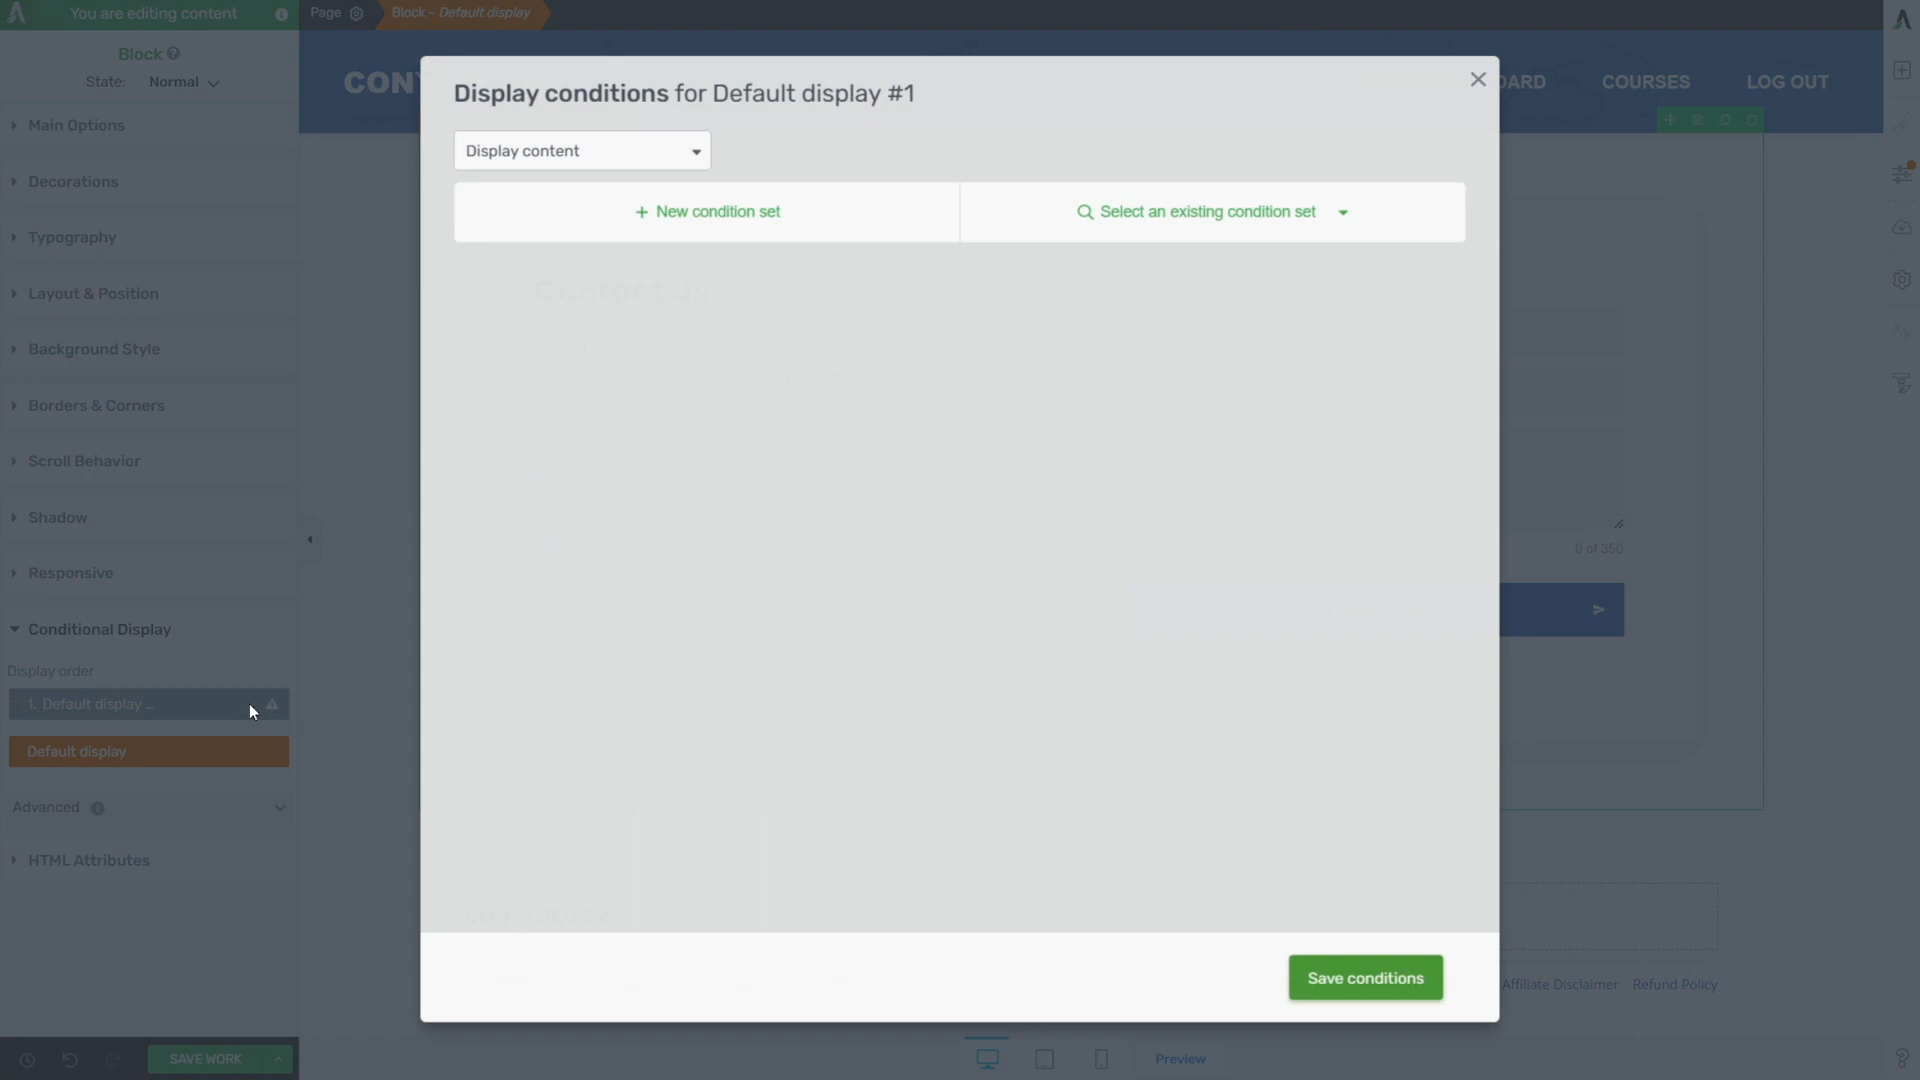 You are editing content
Page
Block - Default display
Block
State: Normal
Main Options
Decorations
Typography
Layout & Position
Background Style
Borders & Corners
Scroll Behavior
Shadow
Responsive
Conditional Display
Display order
1. Default display ...
Default display
Advanced
HTML Attributes
SAVE WORK
CON
ARD
COURSES
LOG OUT
Display conditions for Default display #1
Display content
+ New condition set
Select an existing condition set
Contact Us
0 of 350
Save conditions
Affiliate Disclaimer
Refund Policy
Preview